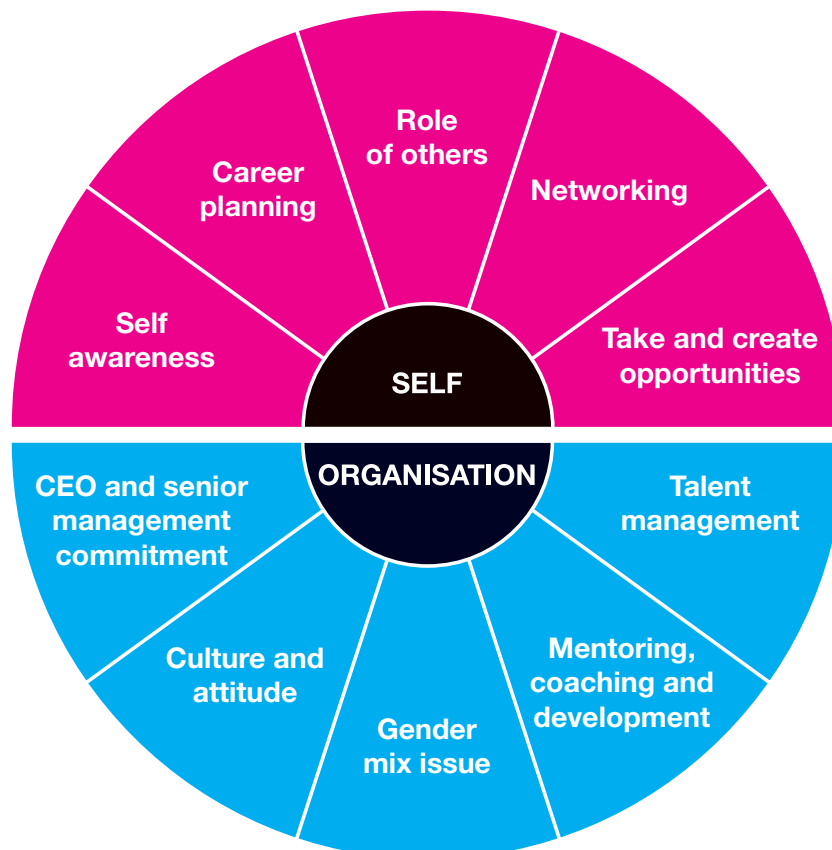 Role
of others
Career
planning
Networking
Self
awareness
Take and create
opportunities
SELF
ORGANISATION
CEO and senior
management
commitment
Talent
management
Culture and
attitude
Mentoring,
coaching and
development
Gender
mix issue